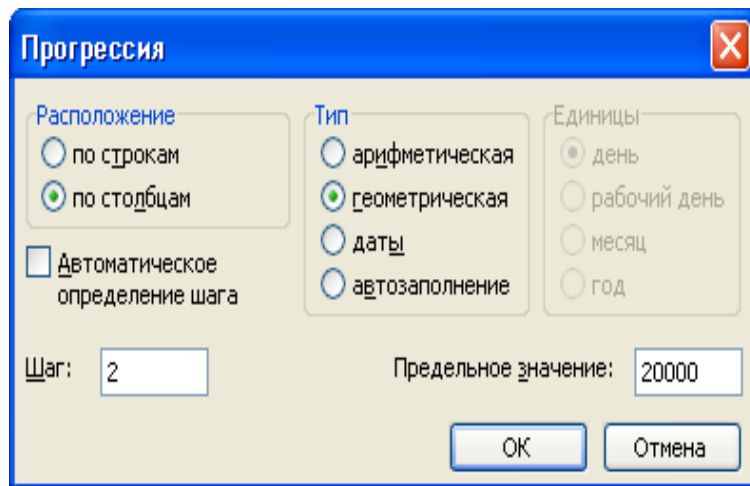 Прогрессия
Расположение
по строкам
по столбцам
Автоматическое
определение шага
Тип
арифметическая
геометрическая
даты
автозаполнение
Единицы
день
рабочий день
месяц
год
Шаг:
2
Предельное значение:
20000
ОК
Отмена